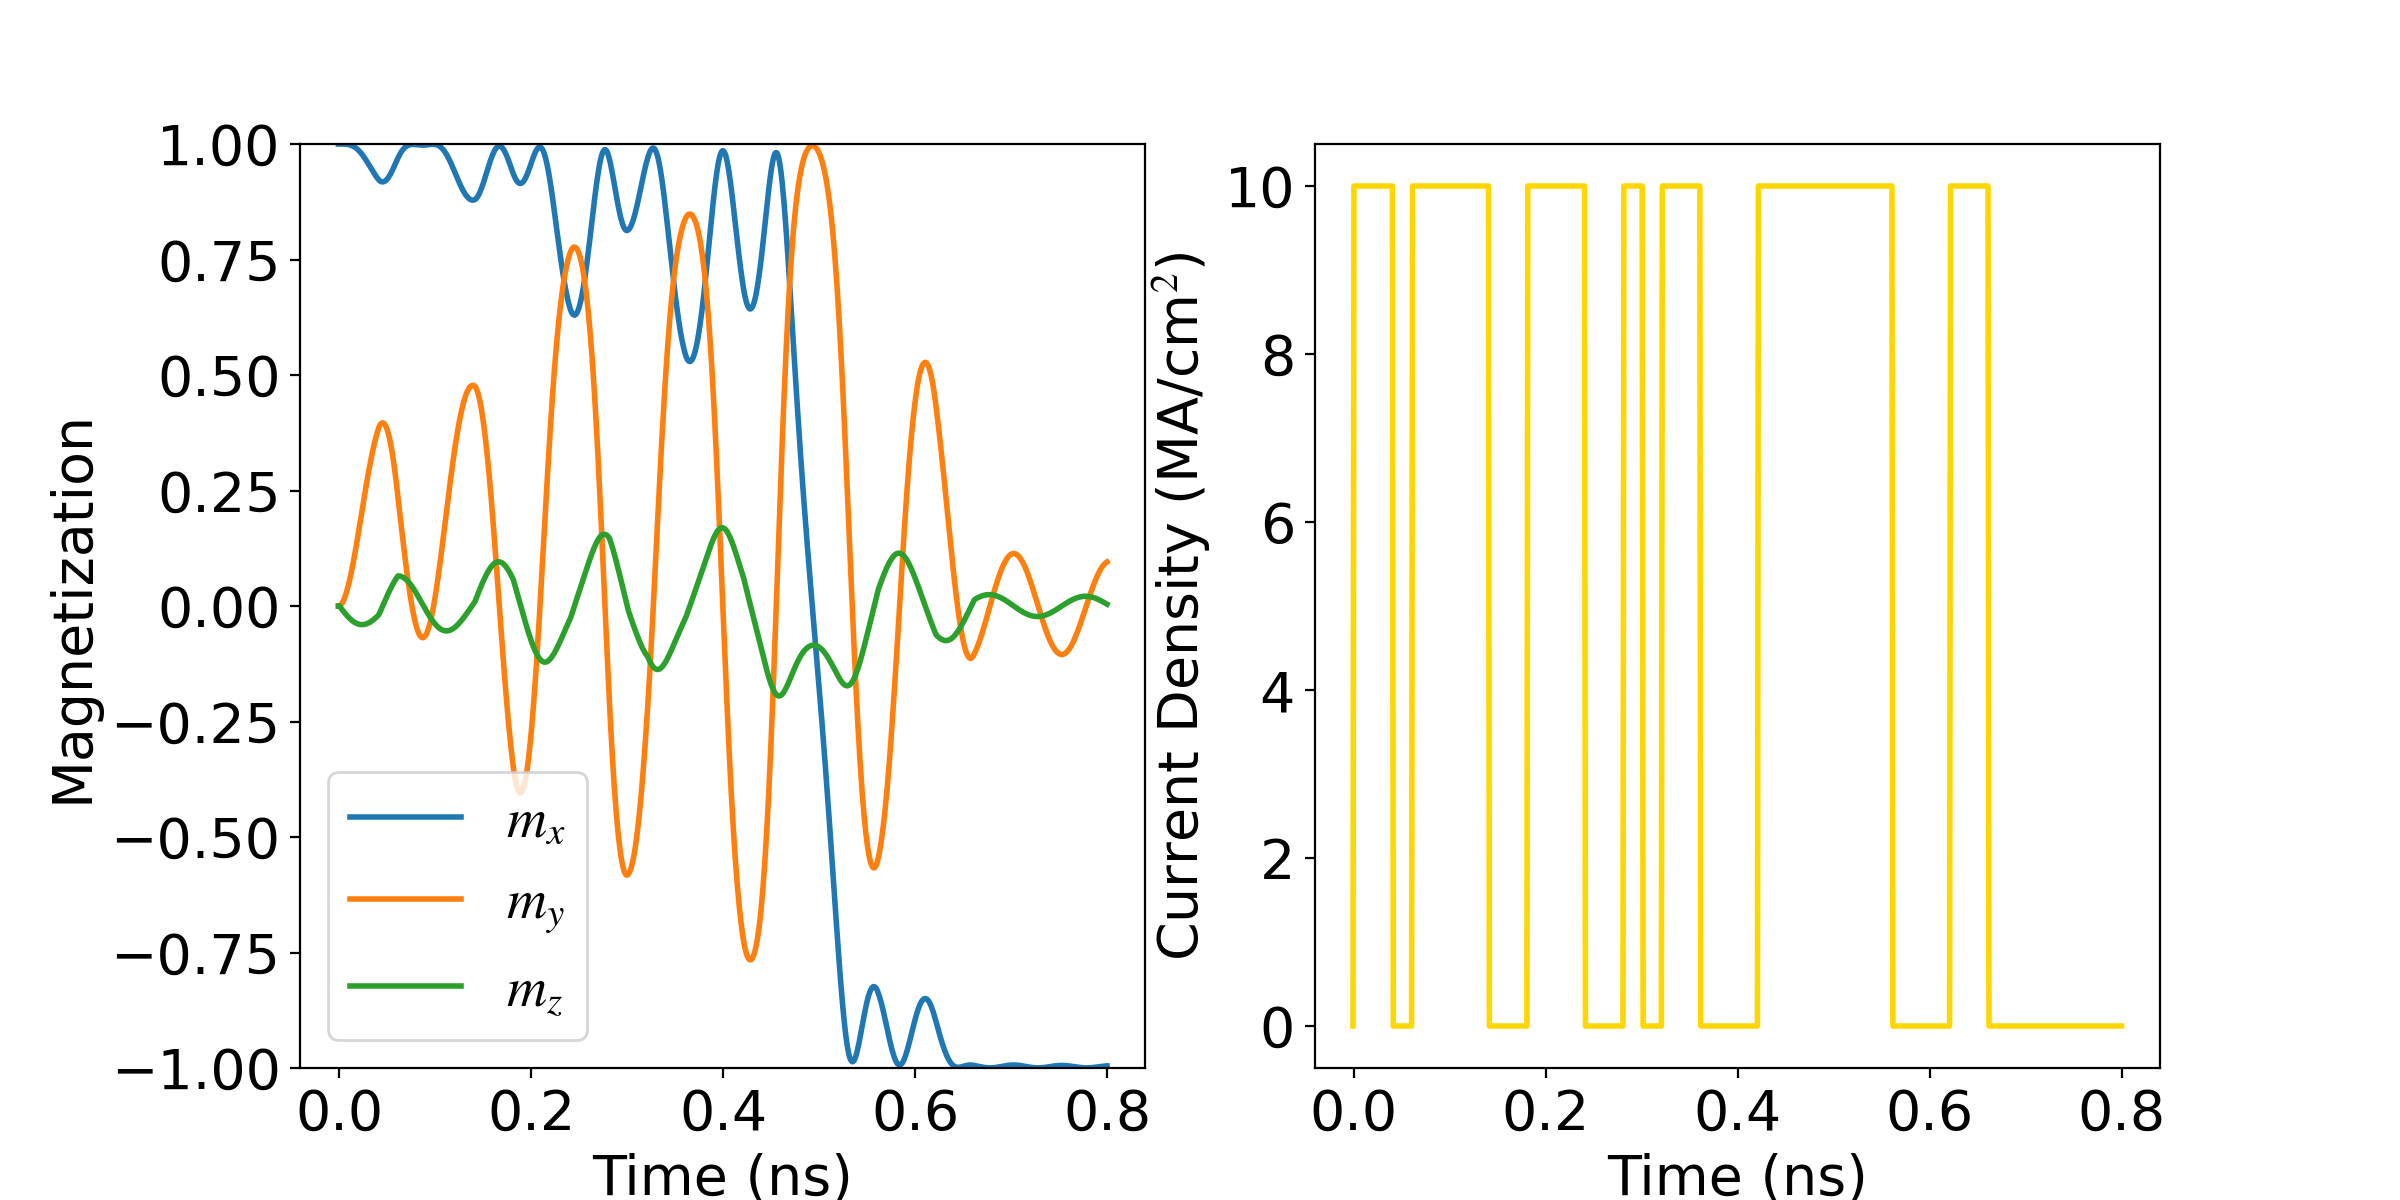 Magnetization
1.00
0.75
0.50
0.25
0.00
−0.25
−0.50
−0.75
−1.00
m_x
m_y
m_z
0.0 0.2 0.4 0.6 0.8
Time (ns)
Current Density (MA/cm²)
10
8
6
4
2
0
0.0 0.2 0.4 0.6 0.8
Time (ns)